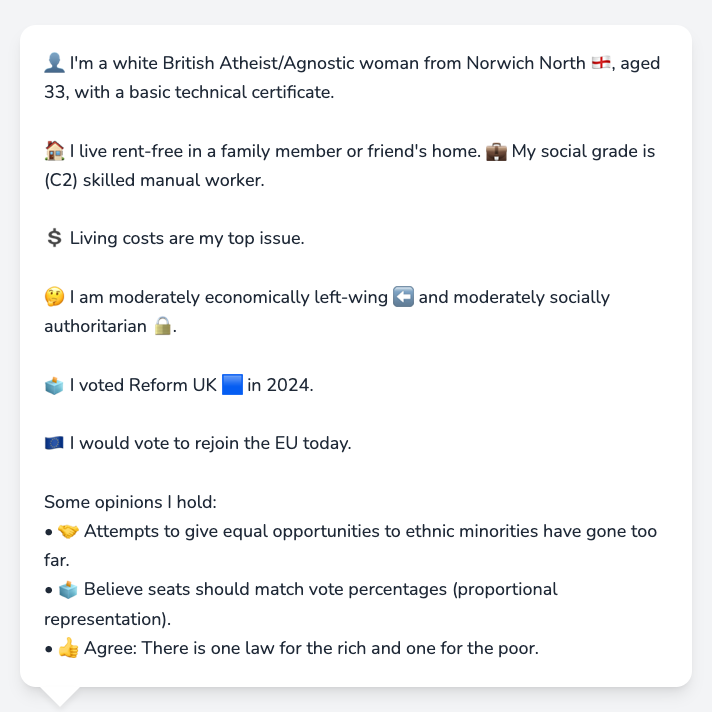 👤 I'm a white British Atheist/Agnostic woman from Norwich North 🏴󠁧󠁢󠁥󠁮󠁧󠁿, aged
33, with a basic technical certificate.
🏠 I live rent-free in a family member or friend's home. 💼 My social grade is
(C2) skilled manual worker.
💲 Living costs are my top issue.
🤔 I am moderately economically left-wing ⬅️ and moderately socially
authoritarian 🔒.
🗳️ I voted Reform UK 🟦 in 2024.
🇪🇺 I would vote to rejoin the EU today.
Some opinions I hold:
• 🤝 Attempts to give equal opportunities to ethnic minorities have gone too
far.
• 🗳️ Believe seats should match vote percentages (proportional
representation).
• 👍 Agree: There is one law for the rich and one for the poor.